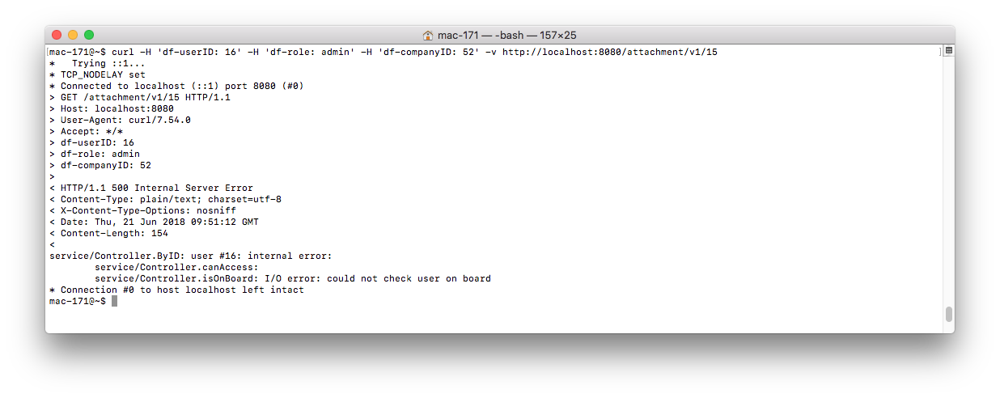 mac-171 — -bash — 157×25
mac-171@~$ curl -H 'df-userID: 16' -H 'df-role: admin' -H 'df-companyID: 52' -v http://localhost:8080/attachment/v1/15
*   Trying ::1...
* TCP_NODELAY set
* Connected to localhost (::1) port 8080 (#0)
> GET /attachment/v1/15 HTTP/1.1
> Host: localhost:8080
> User-Agent: curl/7.54.0
> Accept: */*
> df-userID: 16
> df-role: admin
> df-companyID: 52
>
< HTTP/1.1 500 Internal Server Error
< Content-Type: plain/text; charset=utf-8
< X-Content-Type-Options: nosniff
< Date: Thu, 21 Jun 2018 09:51:12 GMT
< Content-Length: 154
<
service/Controller.ByID: user #16: internal error:
        service/Controller.canAccess:
        service/Controller.isOnBoard: I/O error: could not check user on board
* Connection #0 to host localhost left intact
mac-171@~$